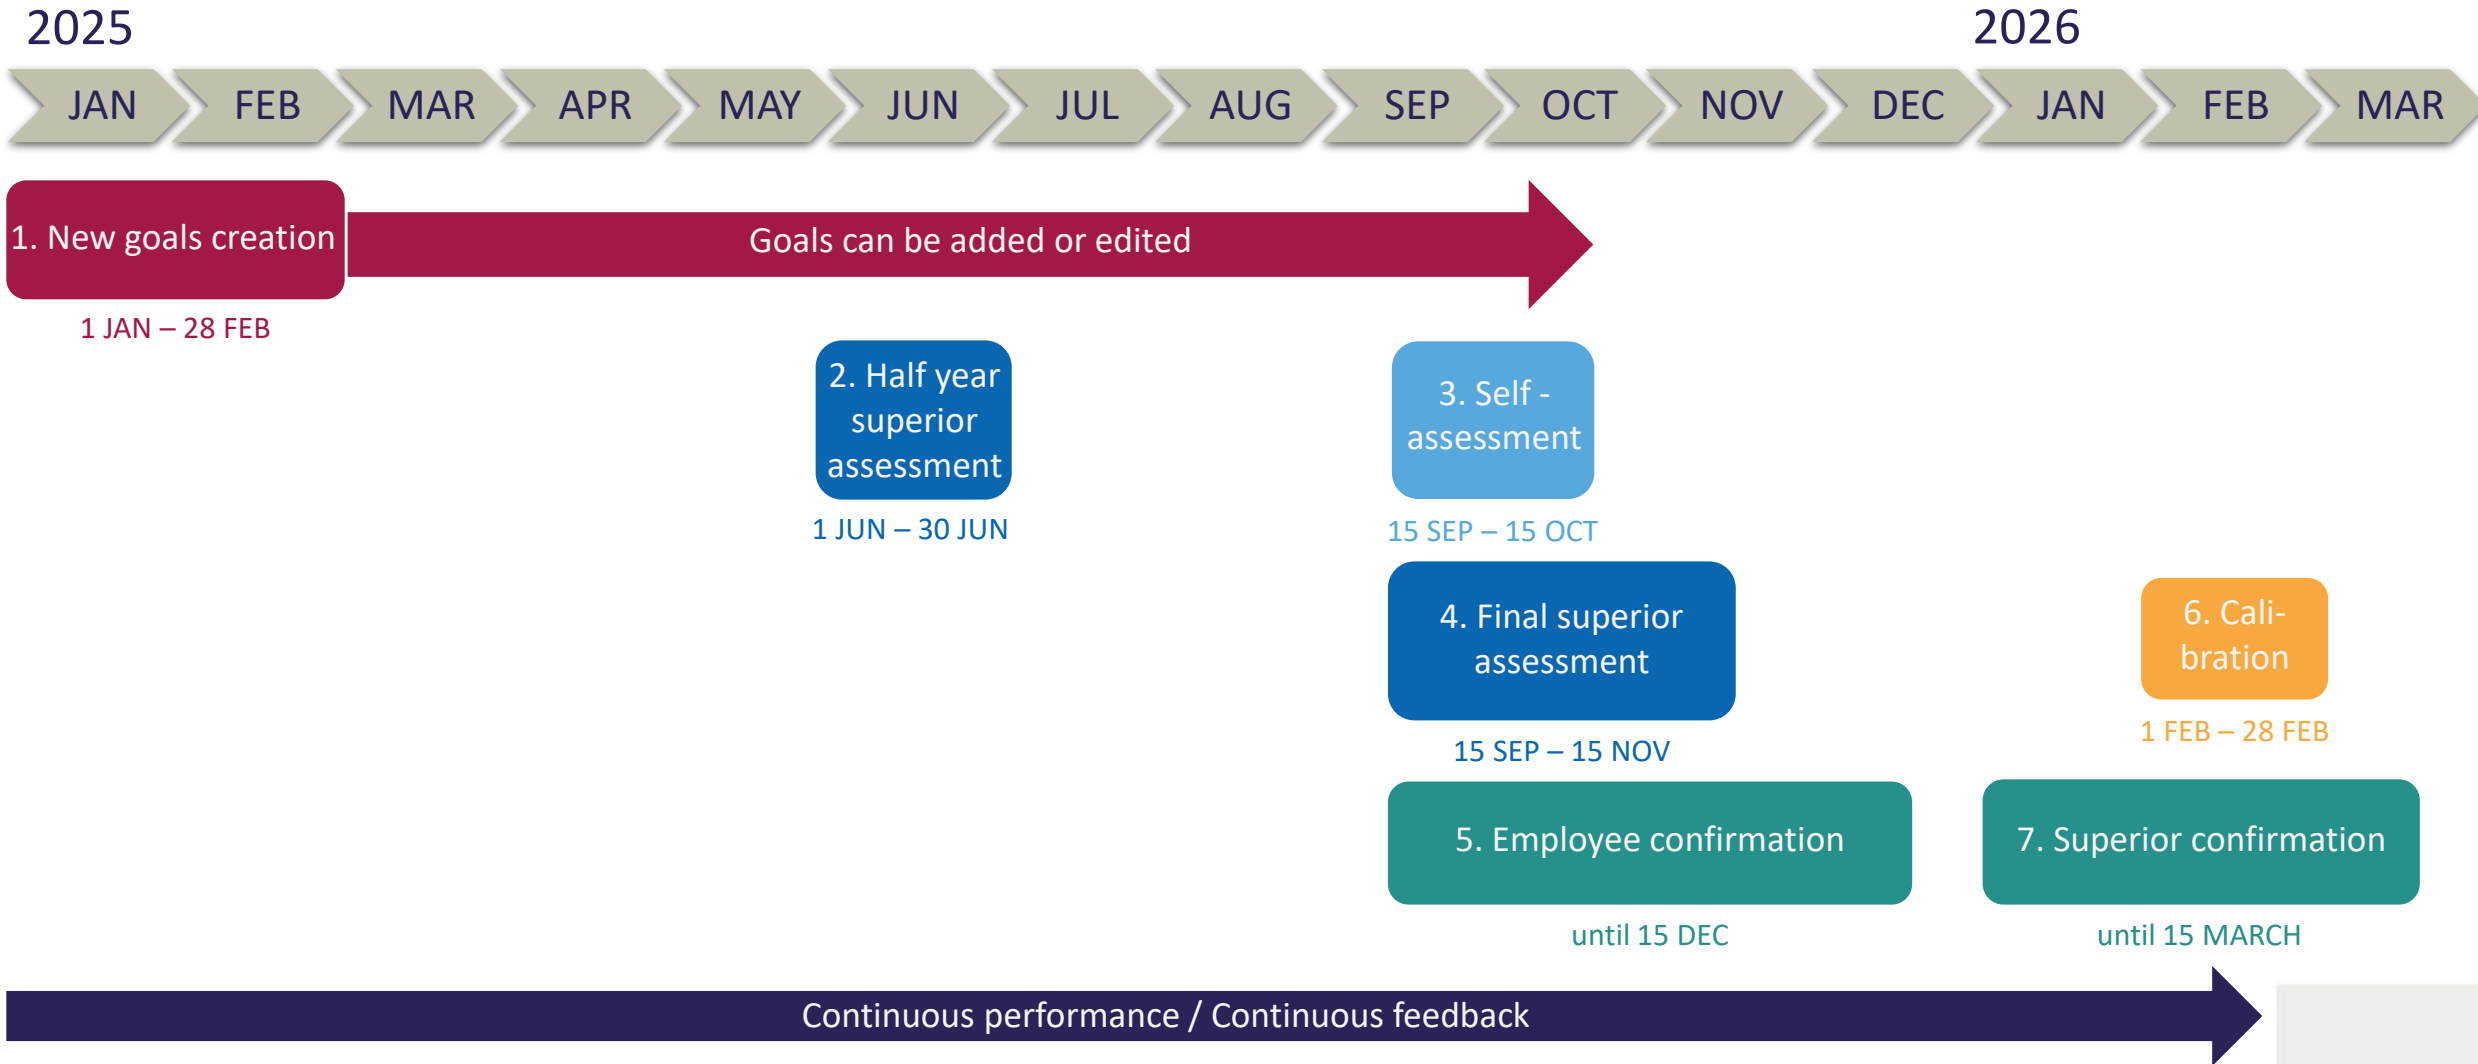 2025
2026
JAN FEB MAR APR MAY JUN JUL AUG SEP OCT NOV DEC JAN FEB MAR
1. New goals creation
Goals can be added or edited
1 JAN – 28 FEB
2. Half year
superior
assessment
1 JUN – 30 JUN
3. Self -
assessment
15 SEP – 15 OCT
4. Final superior
assessment
15 SEP – 15 NOV
6. Cali-
bration
1 FEB – 28 FEB
5. Employee confirmation
until 15 DEC
7. Superior confirmation
until 15 MARCH
Continuous performance / Continuous feedback